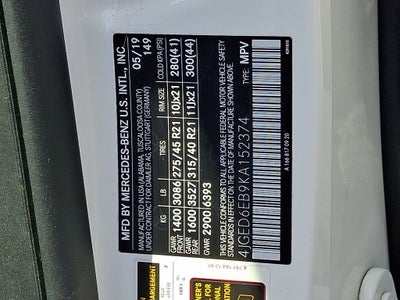 MFD BY MERCEDES-BENZ U.S. INTL., INC.
MADE IN USA (ALABAMA, TUSCALOOSA COUNTY)
UNDER CONTRACT FOR DAIMLER AG, STUTTGART (GERMANY)
05/19
149
KG LB TIRES RIM SIZE COLD KPA(PSI)
GAWR FRONT 1400 3086 275/45 R21 10Jx21 280(41)
GAWR REAR 1600 3527 315/40 R21 11Jx21 300(44)
GVWR 2900 6393
THIS VEHICLE CONFORMS TO ALL APPLICABLE FEDERAL MOTOR VEHICLE SAFETY
STANDARDS IN EFFECT ON THE DATE OF MANUFACTURE SHOWN ABOVE.
4JGED6EB9KA152374
TYPE: MPV
A 166 817 09 20